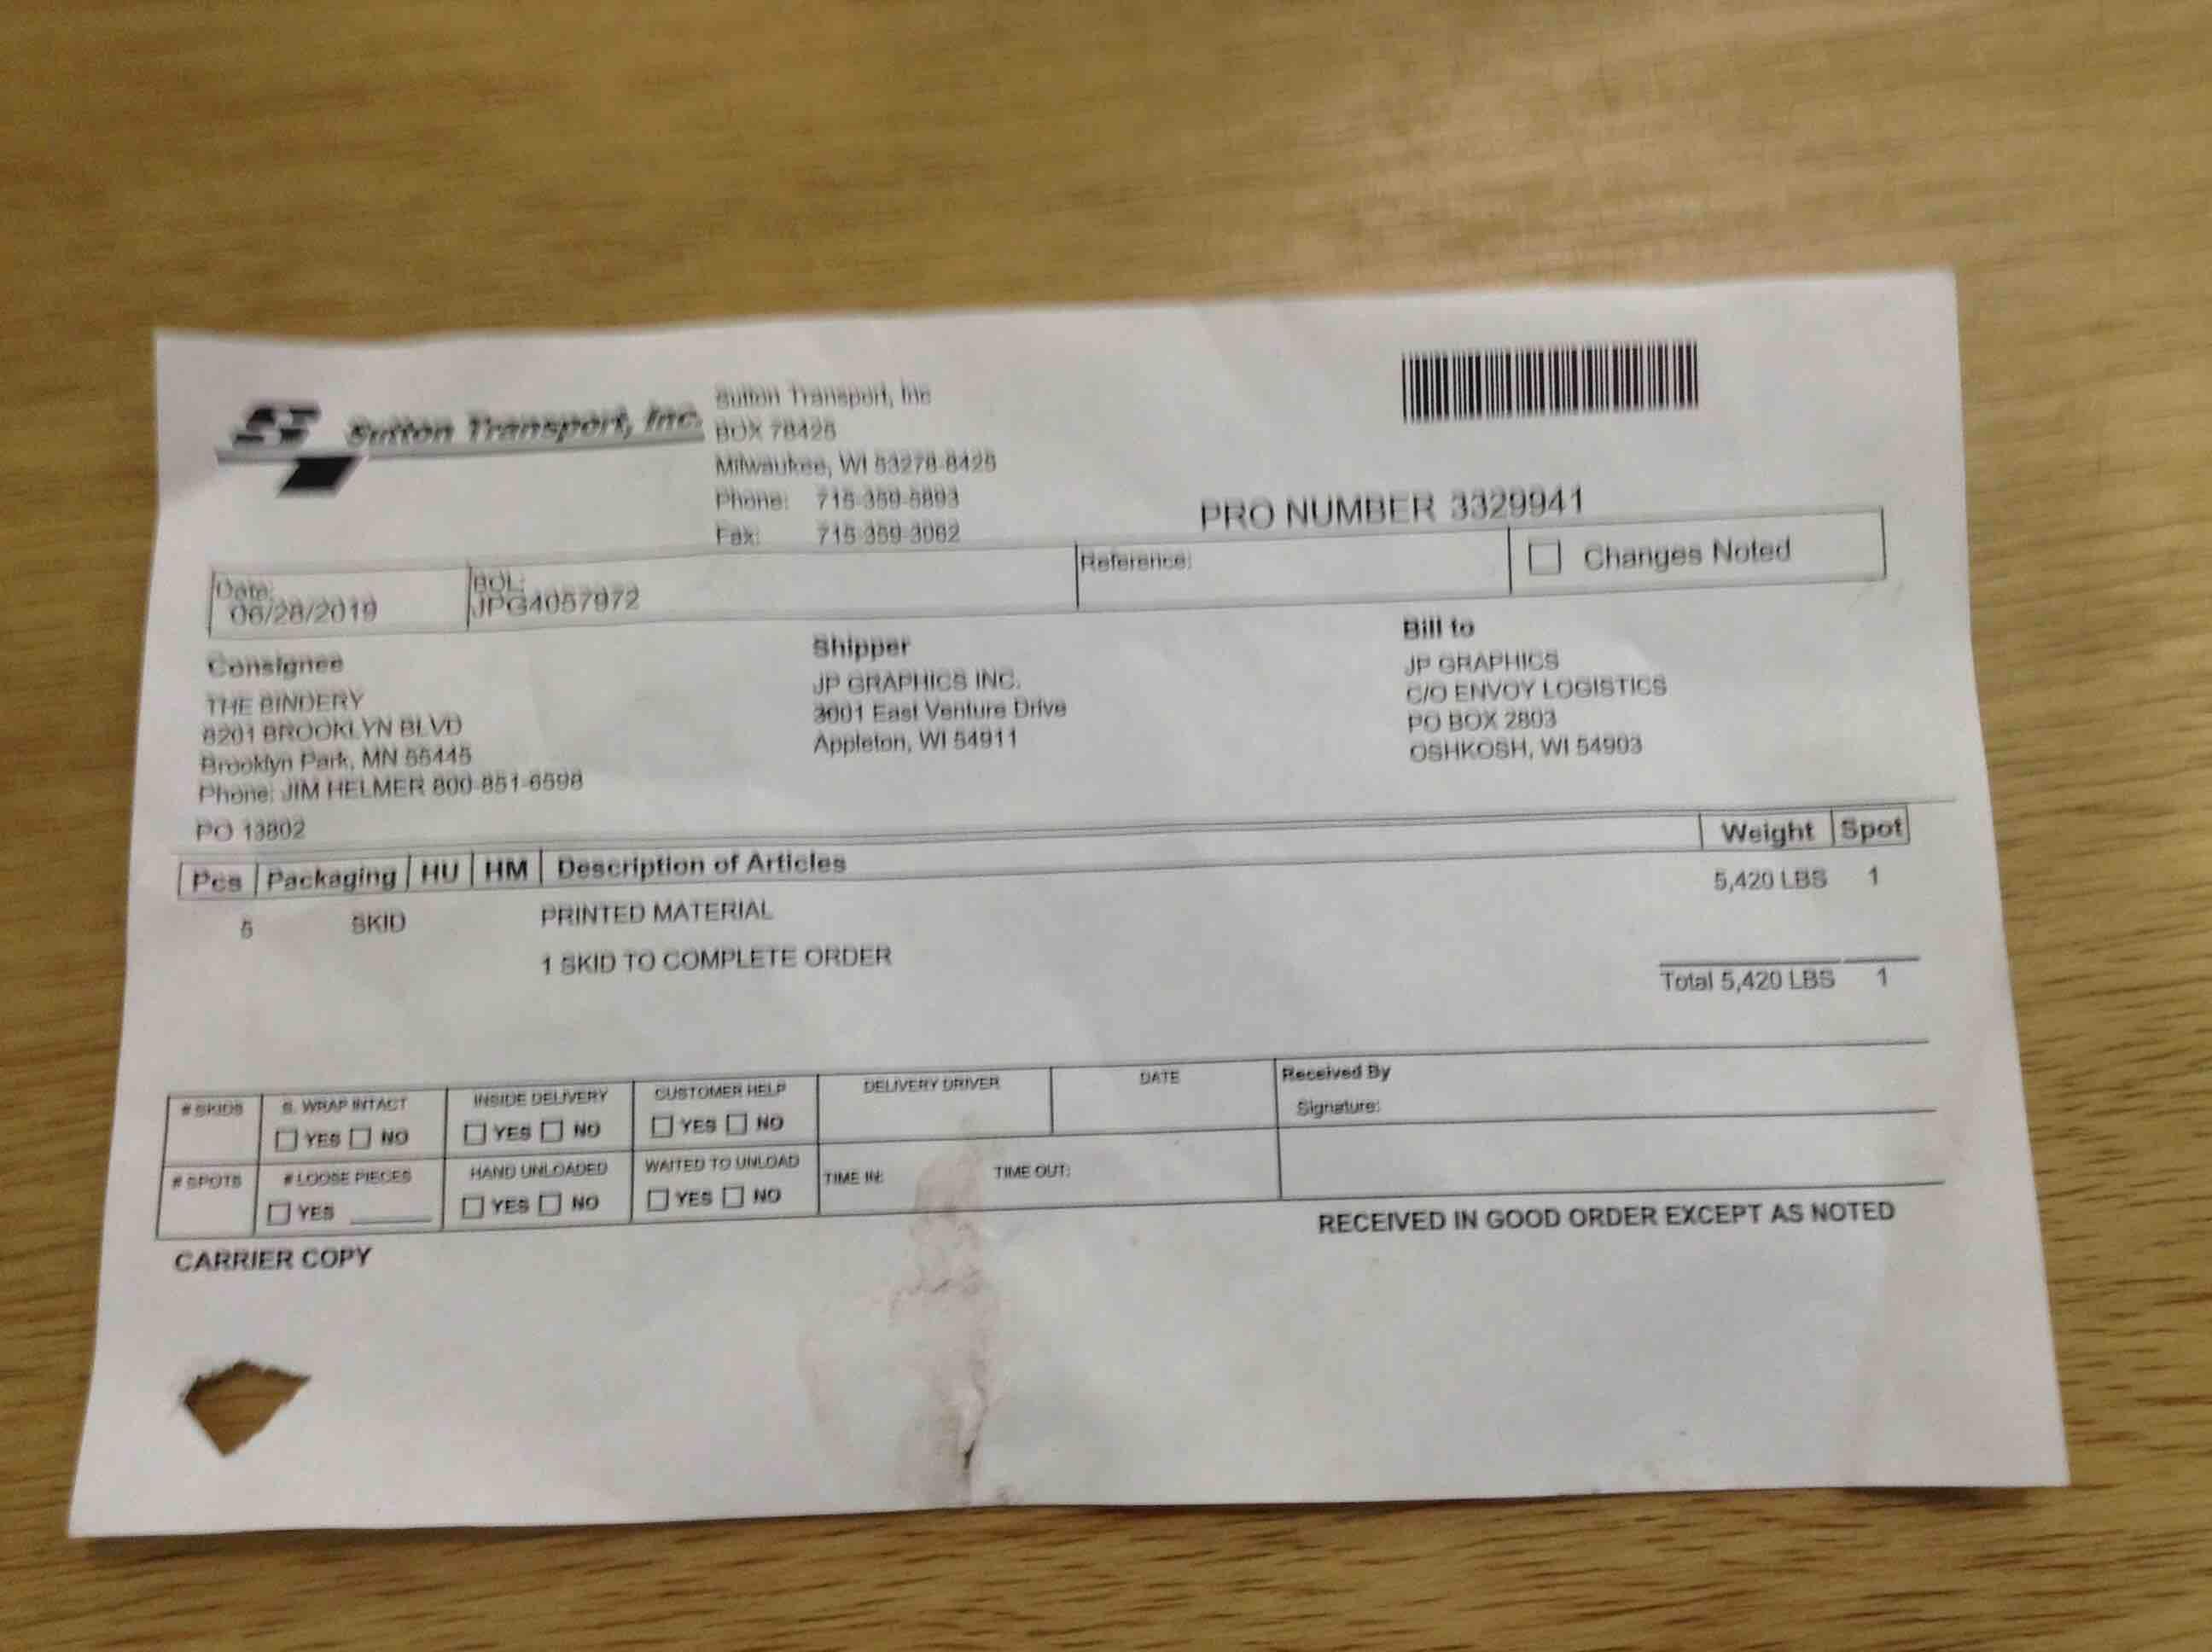 Sutton Transport, Inc.
Sutton Transport, Inc
BOX 78425
Milwaukee, WI 53278-8425
Phone: 715-359-5893
Fax: 715-359-3062
PRO NUMBER 3329941
Date:
06/28/2019
BOL:
JPG4057972
Reference:
Changes Noted
Consignee
THE BINDERY
8201 BROOKLYN BLVD
Brooklyn Park, MN 55445
Phone: JIM HELMER 800-851-6598
PO 13802
Shipper
JP GRAPHICS INC.
3001 East Venture Drive
Appleton, WI 54911
Bill to
JP GRAPHICS
C/O ENVOY LOGISTICS
PO BOX 2803
OSHKOSH, WI 54903
Pcs Packaging HU HM Description of Articles Weight Spot
5 SKID PRINTED MATERIAL 5,420 LBS 1
1 SKID TO COMPLETE ORDER
Total 5,420 LBS 1
# SKIDS
S. WRAP INTACT
YES NO
INSIDE DELIVERY
YES NO
CUSTOMER HELP
YES NO
DELIVERY DRIVER
DATE
Received By
Signature:
# SPOTS
# LOOSE PIECES
YES
HAND UNLOADED
YES NO
WAITED TO UNLOAD
YES NO
TIME IN:
TIME OUT:
RECEIVED IN GOOD ORDER EXCEPT AS NOTED
CARRIER COPY